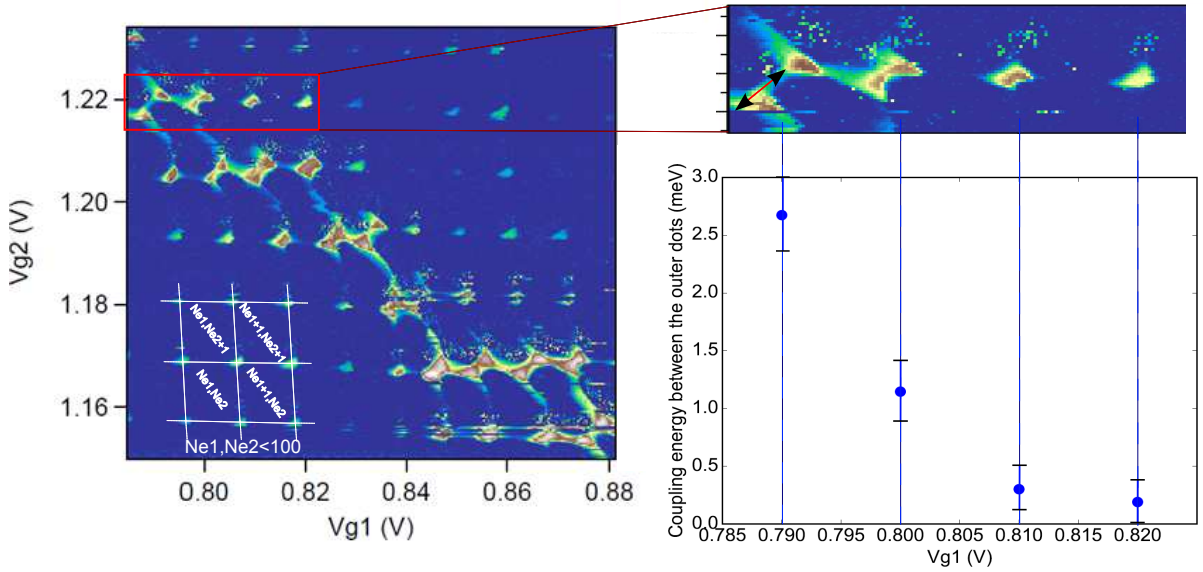 1.22
1.20
1.18
1.16
Vg2 (V)
0.80
0.82
0.84
0.86
0.88
Vg1 (V)
Ne1,Ne2+1
Ne1+1,Ne2+1
Ne1,Ne2
Ne1+1,Ne2
Ne1,Ne2<100
Coupling energy between the outer dots (meV)
3.0
2.5
2.0
1.5
1.0
0.5
0.0
0.785
0.790
0.795
0.800
0.805
0.810
0.815
0.820
Vg1 (V)